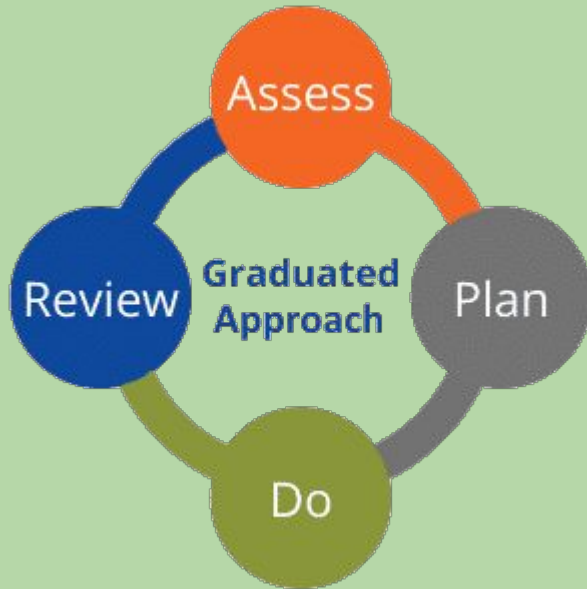 Assess
Review
Graduated
Approach
Plan
Do